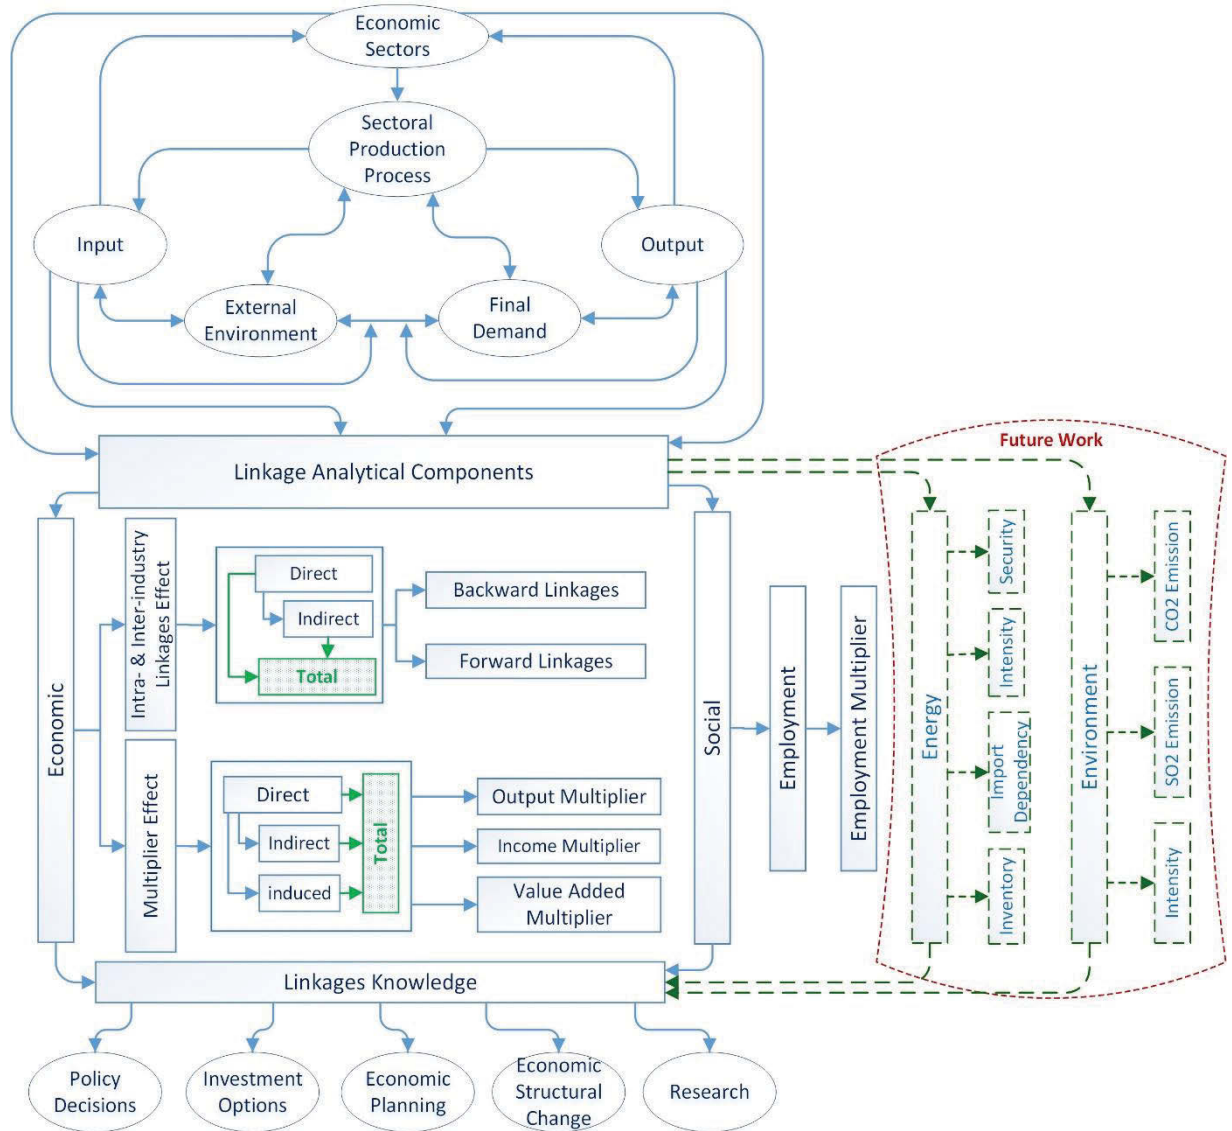 Economic
Sectors
Sectoral
Production
Process
Input
Output
External
Environment
Final
Demand
Linkage Analytical Components
Future Work
Economic
Intra- & Inter-industry
Linkages Effect
Direct
Indirect
Total
Backward Linkages
Forward Linkages
Multiplier Effect
Direct
Indirect
induced
Total
Output Multiplier
Income Multiplier
Value Added
Multiplier
Social
Employment
Employment Multiplier
Energy
Security
Intensity
Import
Dependency
Inventory
Environment
CO2 Emission
SO2 Emission
Intensity
Linkages Knowledge
Policy
Decisions
Investment
Options
Economic
Planning
Economic
Structural
Change
Research